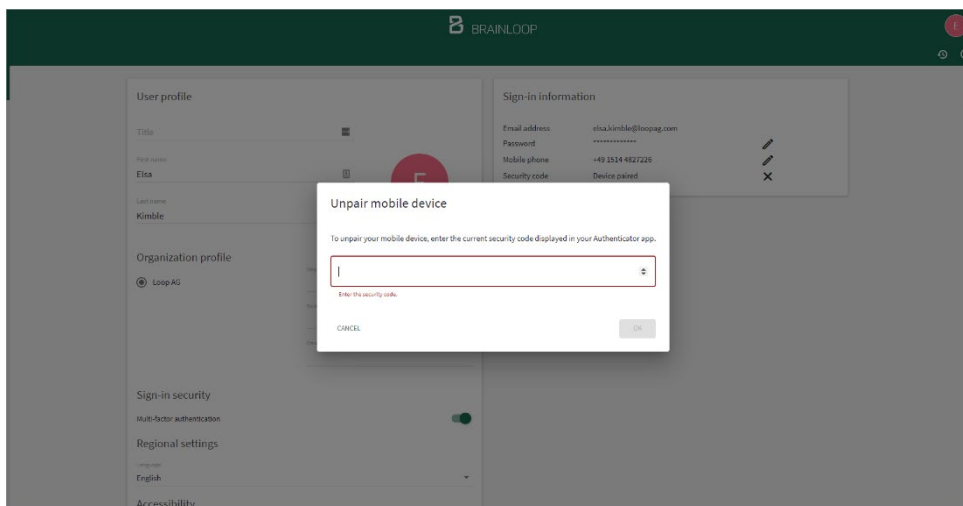 BRAINLOOP
E
User profile
Title
First name
Elsa
Last name
Kimble
E
Organization profile
Loop AG
Sign-in security
Multi-factor authentication
Regional settings
Language
English
Accessibility
Sign-in information
Email address elsa.kimble@loopag.com
Password *************
Mobile phone +49 1514 4827226
Security code Device paired
Unpair mobile device
To unpair your mobile device, enter the current security code displayed in your Authenticator app.
Enter the security code.
CANCEL
OK